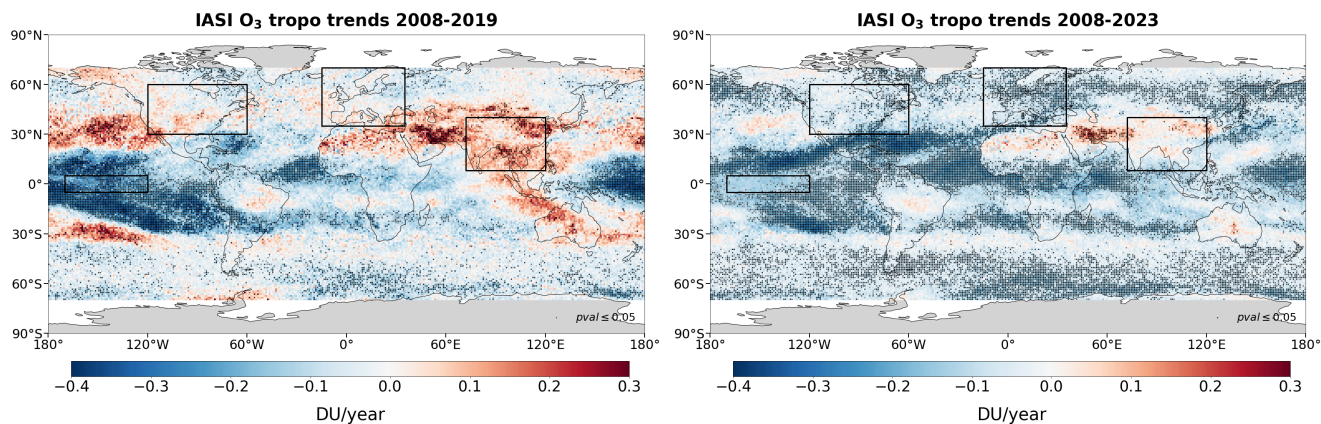 IASI O₃ tropo trends 2008-2019
90°N
60°N
30°N
0°
30°S
60°S
90°S
180° 120°W 60°W 0° 60°E 120°E 180°
pval ≤ 0.05
−0.4 −0.3 −0.2 −0.1 0.0 0.1 0.2 0.3
DU/year
IASI O₃ tropo trends 2008-2023
90°N
60°N
30°N
0°
30°S
60°S
90°S
180° 120°W 60°W 0° 60°E 120°E 180°
pval ≤ 0.05
−0.4 −0.3 −0.2 −0.1 0.0 0.1 0.2 0.3
DU/year